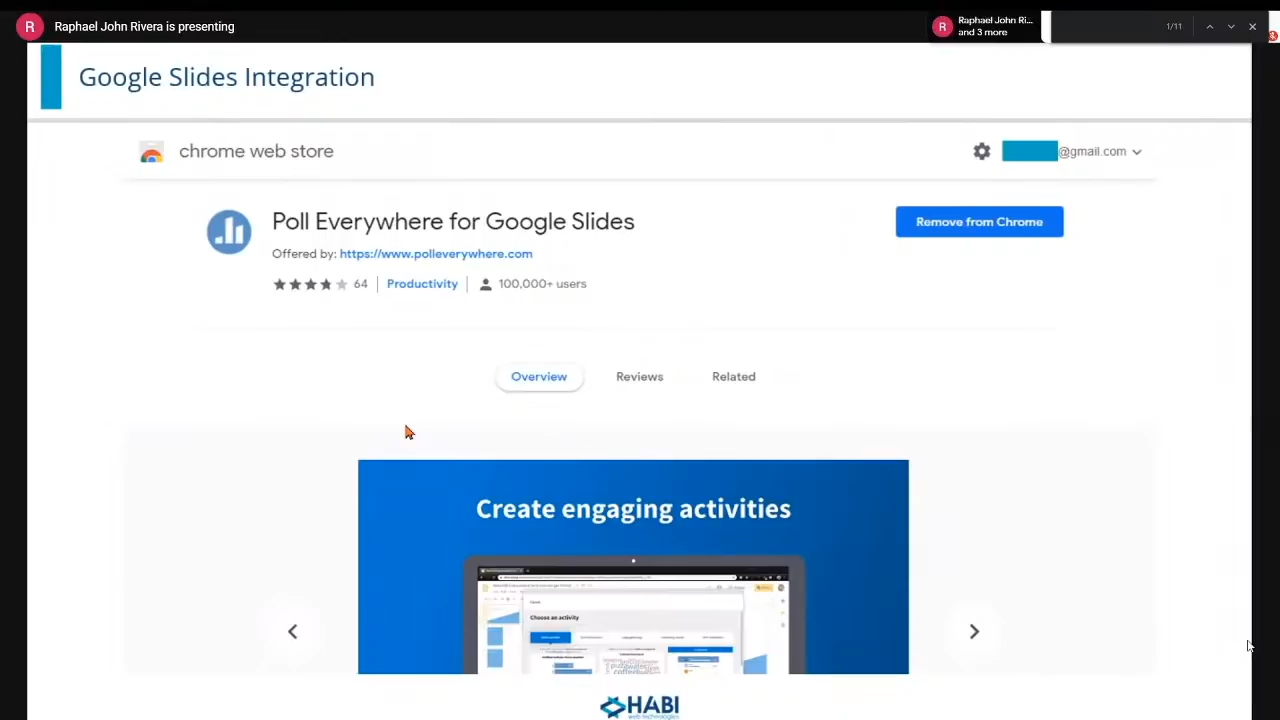 R Raphael John Rivera is presenting
R Raphael John Ri...
and 3 more
1/11
Google Slides Integration
chrome web store
@gmail.com
Poll Everywhere for Google Slides
Remove from Chrome
Offered by: https://www.polleverywhere.com
64 Productivity 100,000+ users
Overview Reviews Related
Create engaging activities
Choose an activity
HABI
web technologies